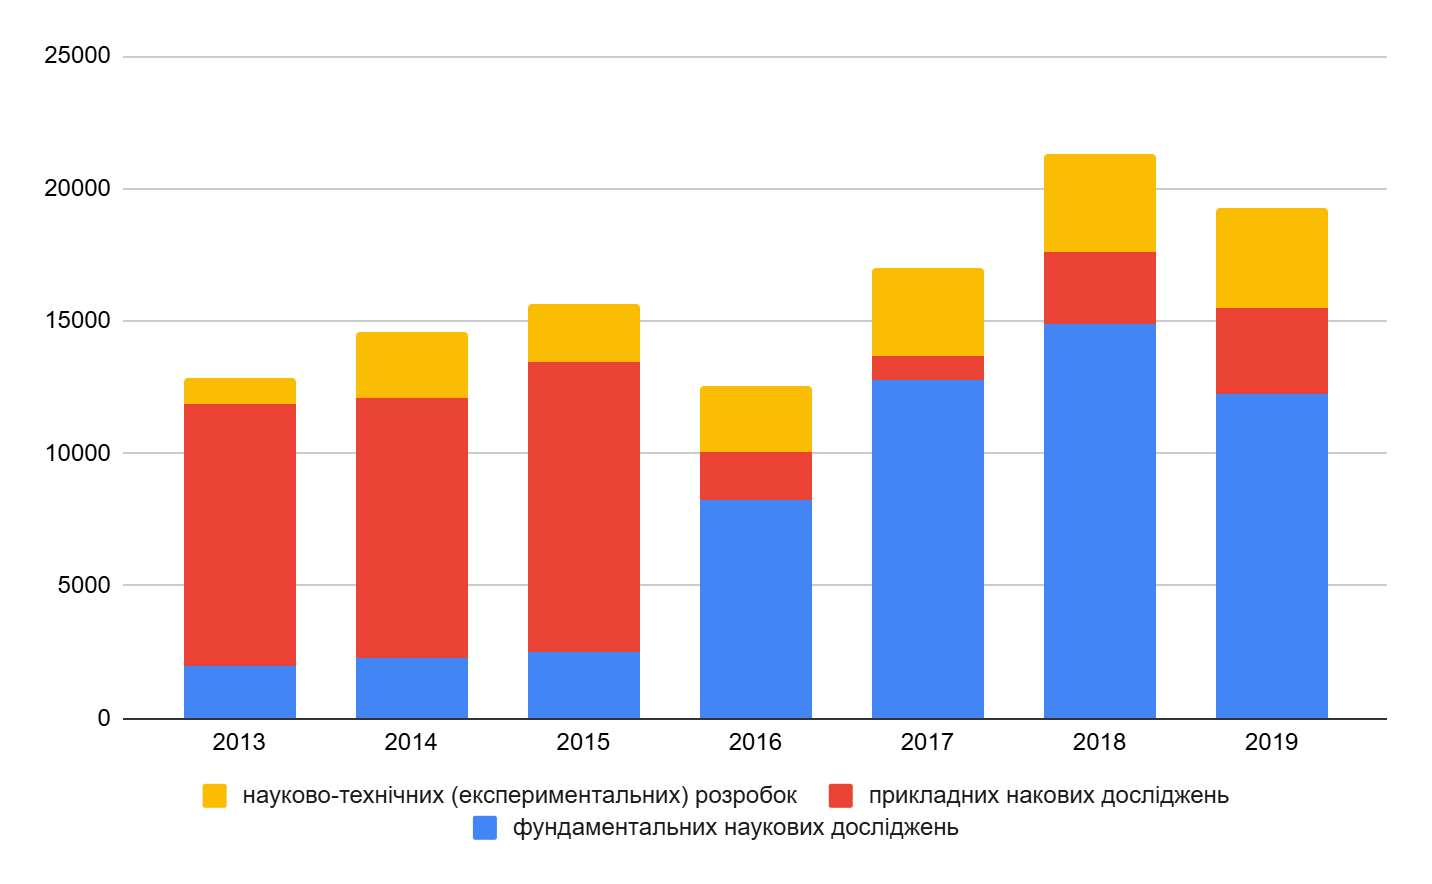 25000
20000
15000
10000
5000
0
2013 2014 2015 2016 2017 2018 2019
науково-технічних (експериментальних) розробок прикладних накових досліджень
фундаментальних наукових досліджень